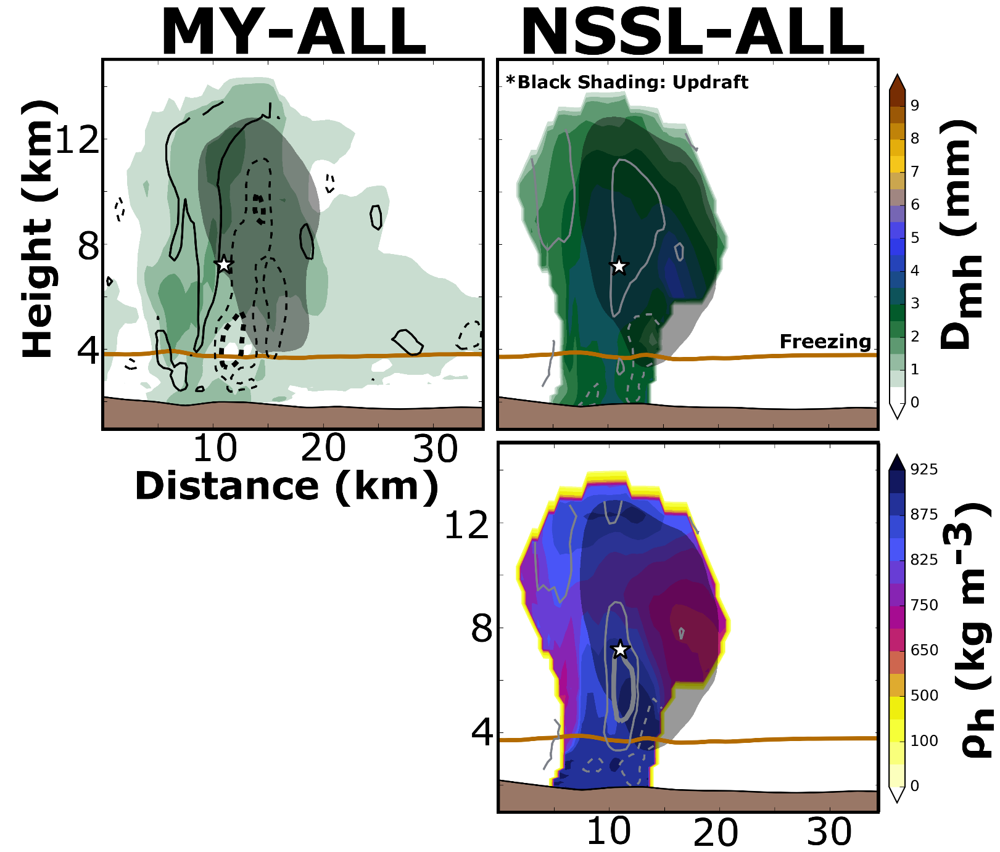 MY-ALL NSSL-ALL
*Black Shading: Updraft
Height (km)
12
8
4
Freezing
10 20 30
Distance (km)
9
8
7
6
5
4
3
2
1
0
Dmh (mm)
12
8
4
10 20 30
925
875
825
750
650
500
100
0
ρh (kg m-3)